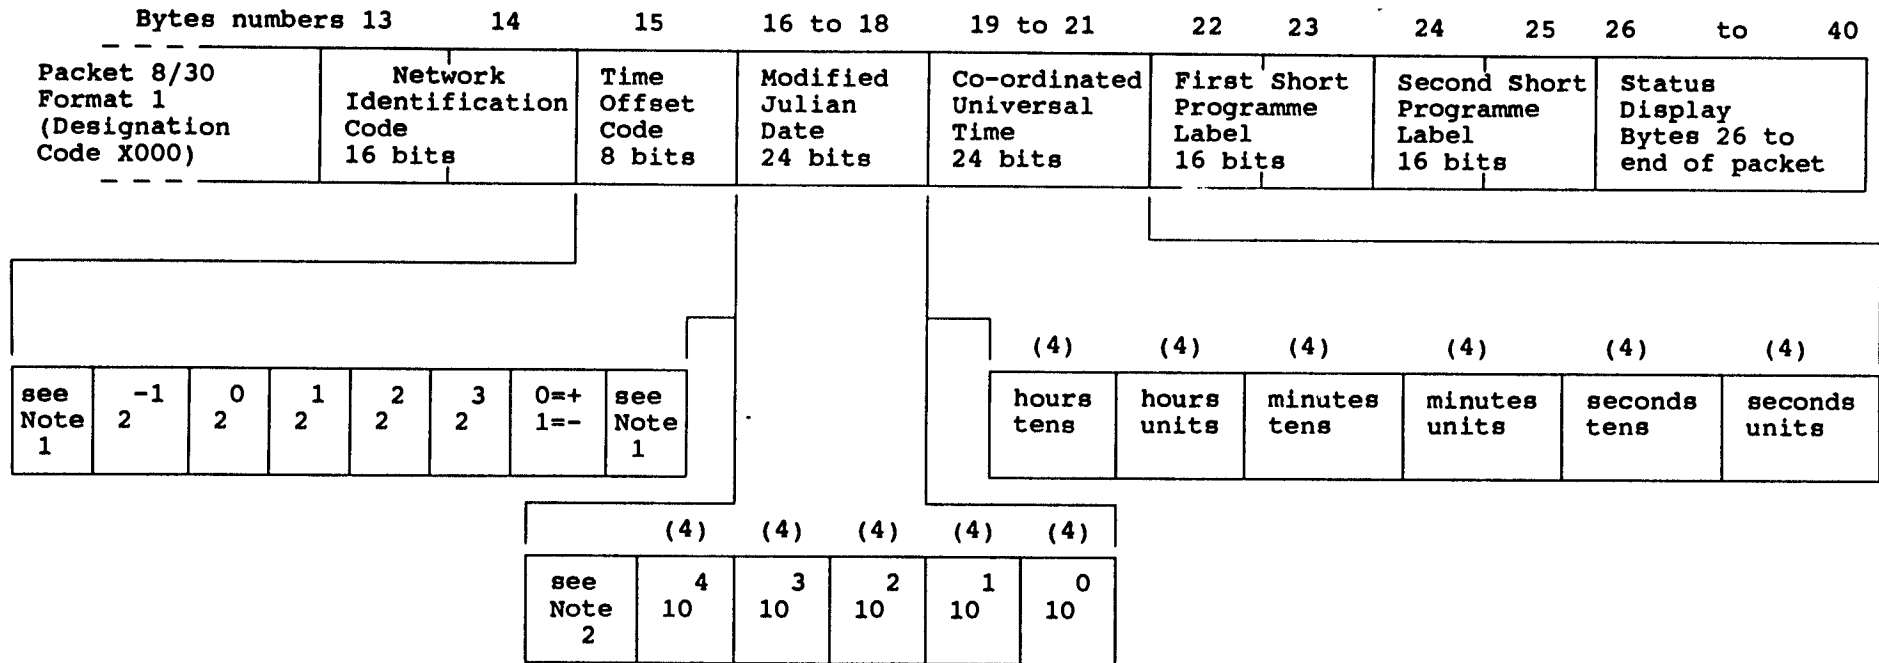 Bytes numbers 13 14 15 16 to 18 19 to 21 22 23 24 25 26 to 40
Packet 8/30
Format 1
(Designation
Code X000)
Network
Identification
Code
16 bits
Time
Offset
Code
8 bits
Modified
Julian
Date
24 bits
Co-ordinated
Universal
Time
24 bits
First Short
Programme
Label
16 bits
Second Short
Programme
Label
16 bits
Status
Display
Bytes 26 to
end of packet
see
Note
1
2^-1
2^0
2^1
2^2
2^3
0=+
1=-
see
Note
1
(4) (4) (4) (4) (4) (4)
hours
tens
hours
units
minutes
tens
minutes
units
seconds
tens
seconds
units
(4) (4) (4) (4) (4)
see
Note
2
10^4
10^3
10^2
10^1
10^0